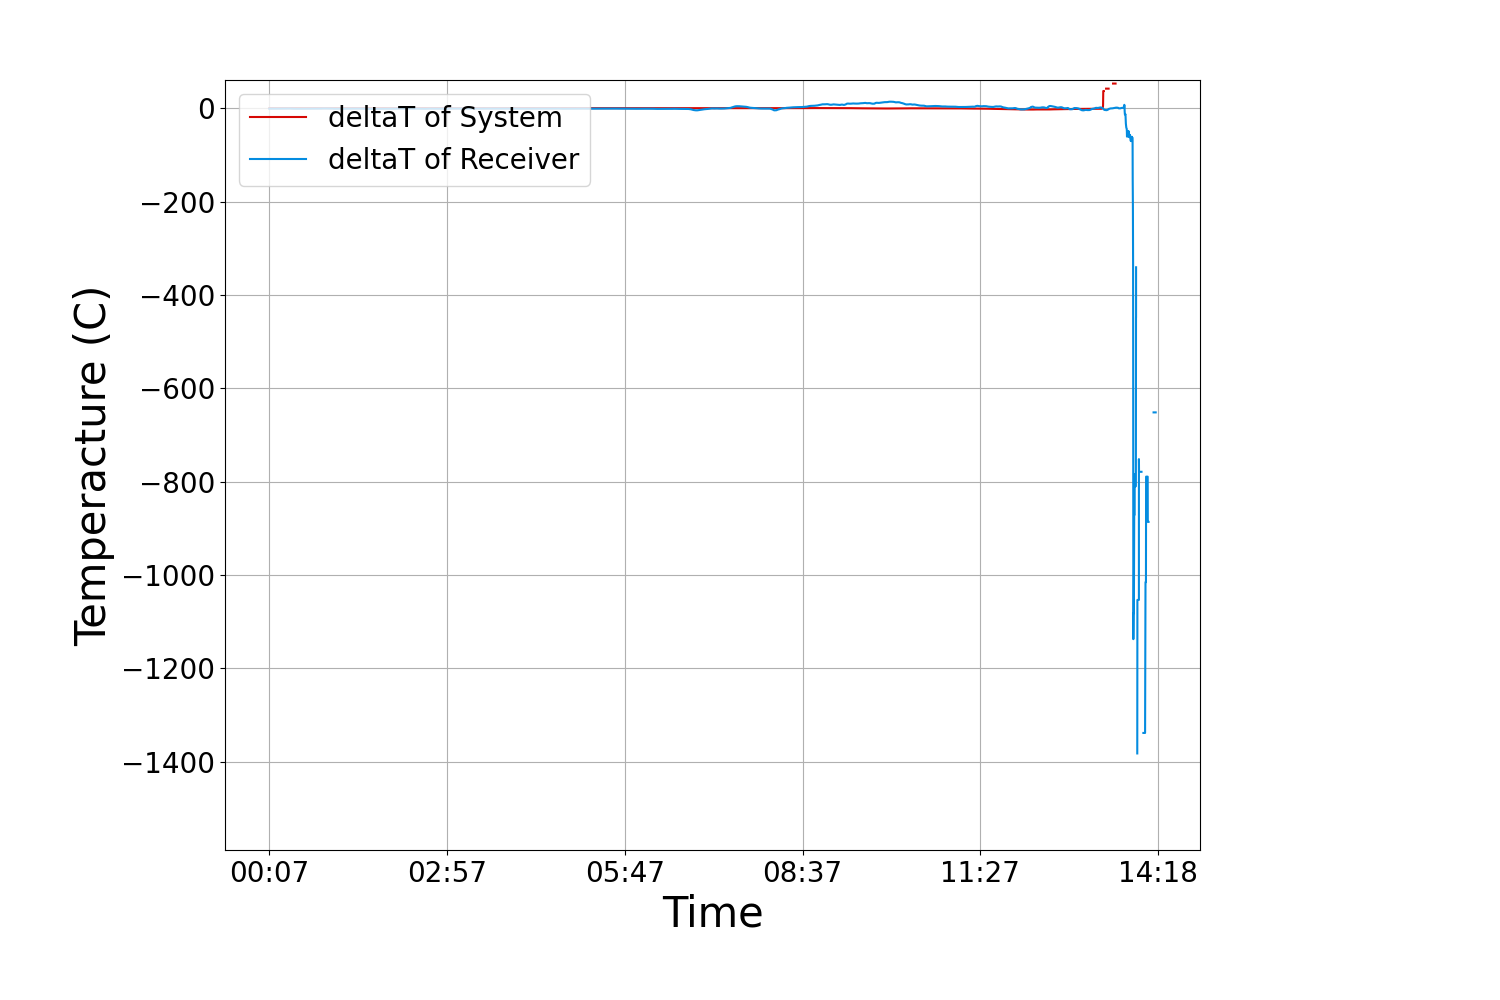 deltaT of System
deltaT of Receiver
0
−200
−400
−600
−800
−1000
−1200
−1400
Temperacture (C)
00:07 02:57 05:47 08:37 11:27 14:18
Time